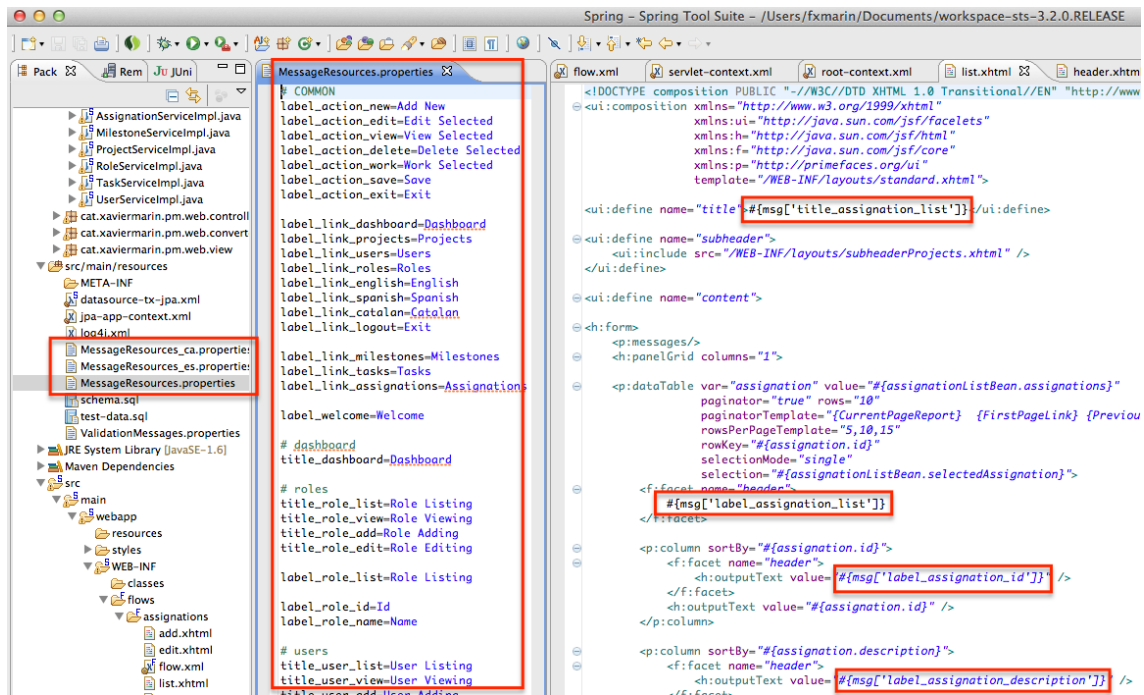 Spring – Spring Tool Suite – /Users/fxmarin/Documents/workspace-sts-3.2.0.RELEASE
Pack
Rem
JUni
AssignationServiceImpl.java
MilestoneServiceImpl.java
ProjectServiceImpl.java
RoleServiceImpl.java
TaskServiceImpl.java
UserServiceImpl.java
cat.xaviermarin.pm.web.controll
cat.xaviermarin.pm.web.convert
cat.xaviermarin.pm.web.view
src/main/resources
META-INF
datasource-tx-jpa.xml
jpa-app-context.xml
log4j.xml
MessageResources_ca.propertie
MessageResources_es.propertie
MessageResources.properties
schema.sql
test-data.sql
ValidationMessages.properties
JRE System Library [JavaSE-1.6]
Maven Dependencies
src
main
webapp
resources
styles
WEB-INF
classes
flows
assignations
add.xhtml
edit.xhtml
flow.xml
list.xhtml
MessageResources.properties
# COMMON
label_action_new=Add New
label_action_edit=Edit Selected
label_action_view=View Selected
label_action_delete=Delete Selected
label_action_work=Work Selected
label_action_save=Save
label_action_exit=Exit
label_link_dashboard=Dashboard
label_link_projects=Projects
label_link_users=Users
label_link_roles=Roles
label_link_english=English
label_link_spanish=Spanish
label_link_catalan=Catalan
label_link_logout=Exit
label_link_milestones=Milestones
label_link_tasks=Tasks
label_link_assignations=Assignations
label_welcome=Welcome
# dashboard
title_dashboard=Dashboard
# roles
title_role_list=Role Listing
title_role_view=Role Viewing
title_role_add=Role Adding
title_role_edit=Role Editing
label_role_list=Role Listing
label_role_id=Id
label_role_name=Name
# users
title_user_list=User Listing
title_user_view=User Viewing
title_user_add=User Adding
flow.xml
servlet-context.xml
root-context.xml
list.xhtml
header.xhtm
<!DOCTYPE composition PUBLIC "-//W3C//DTD XHTML 1.0 Transitional//EN" "http://www
<ui:composition xmlns="http://www.w3.org/1999/xhtml"
xmlns:ui="http://java.sun.com/jsf/facelets"
xmlns:h="http://java.sun.com/jsf/html"
xmlns:f="http://java.sun.com/jsf/core"
xmlns:p="http://primefaces.org/ui"
template="/WEB-INF/layouts/standard.xhtml">
<ui:define name="title">#{msg['title_assignation_list']}</ui:define>
<ui:define name="subheader">
<ui:include src="/WEB-INF/layouts/subheaderProjects.xhtml" />
</ui:define>
<ui:define name="content">
<h:form>
<p:messages/>
<h:panelGrid columns="1">
<p:dataTable var="assignation" value="#{assignationListBean.assignations}"
paginator="true" rows="10"
paginatorTemplate="{CurrentPageReport}  {FirstPageLink} {Previou
rowsPerPageTemplate="5,10,15"
rowKey="#{assignation.id}"
selectionMode="single"
selection="#{assignationListBean.selectedAssignation}">
<f:facet name="header">
#{msg['label_assignation_list']}
</f:facet>
<p:column sortBy="#{assignation.id}">
<f:facet name="header">
<h:outputText value="#{msg['label_assignation_id']}" />
</f:facet>
<h:outputText value="#{assignation.id}" />
</p:column>
<p:column sortBy="#{assignation.description}">
<f:facet name="header">
<h:outputText value="#{msg['label_assignation_description']}" />
</f:facet>